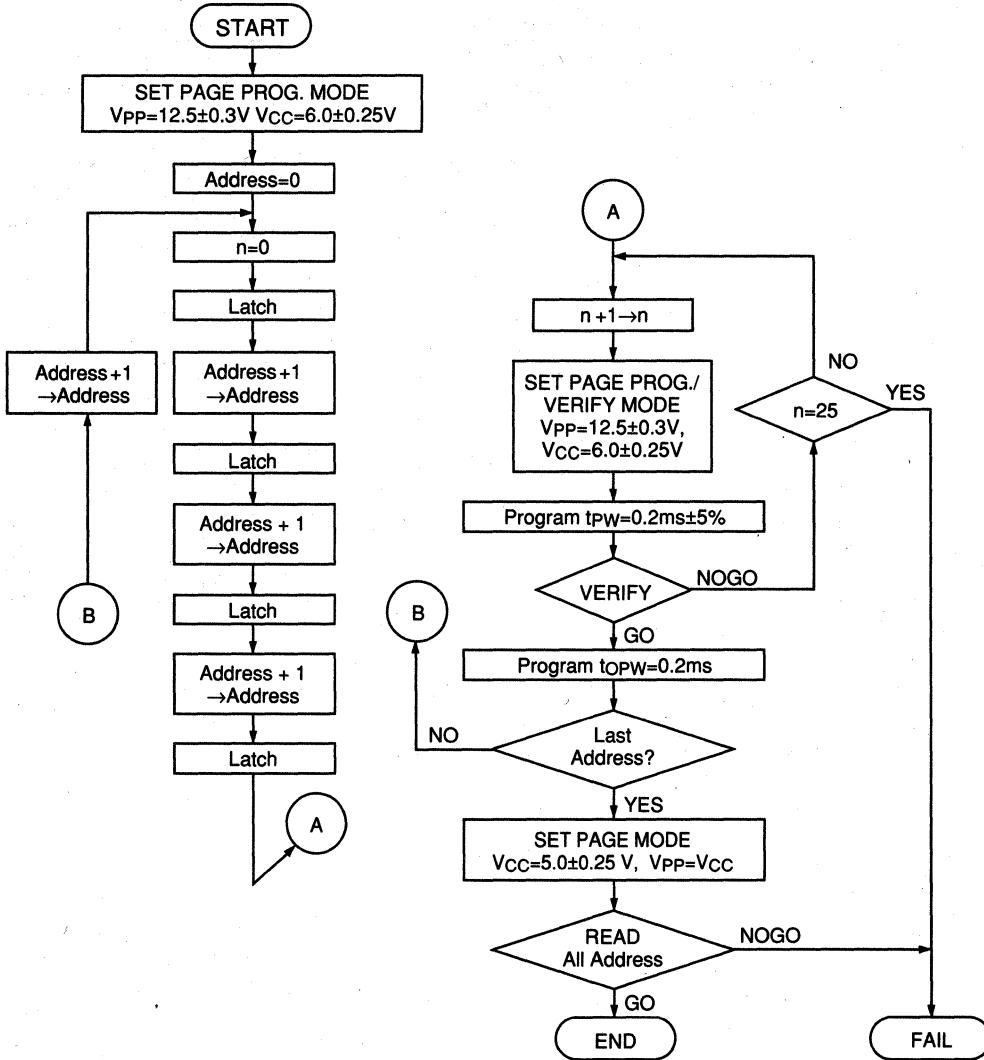 START
SET PAGE PROG. MODE
VPP=12.5±0.3V VCC=6.0±0.25V
Address=0
n=0
Latch
Address+1
→Address
Address+1
→Address
Latch
Address + 1
→Address
B
Latch
Address + 1
→Address
Latch
A
A
n +1→n
SET PAGE PROG./
VERIFY MODE
VPP=12.5±0.3V,
VCC=6.0±0.25V
NO
n=25
YES
Program tPW=0.2ms±5%
VERIFY
NOGO
GO
B
Program tOPW=0.2ms
Last
Address?
NO
YES
SET PAGE MODE
VCC=5.0±0.25 V, VPP=VCC
READ
All Address
NOGO
GO
END
FAIL